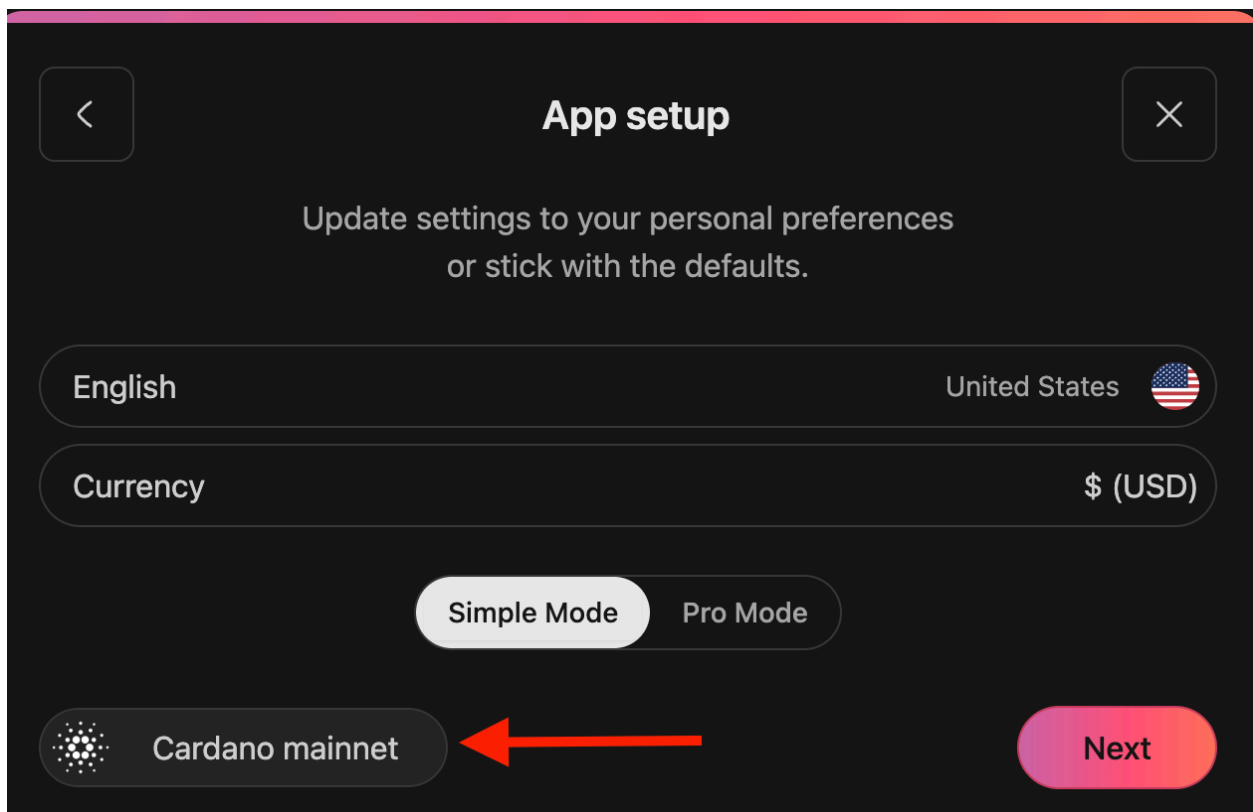 App setup
Update settings to your personal preferences
or stick with the defaults.
English United States
Currency $ (USD)
Simple Mode Pro Mode
Cardano mainnet Next